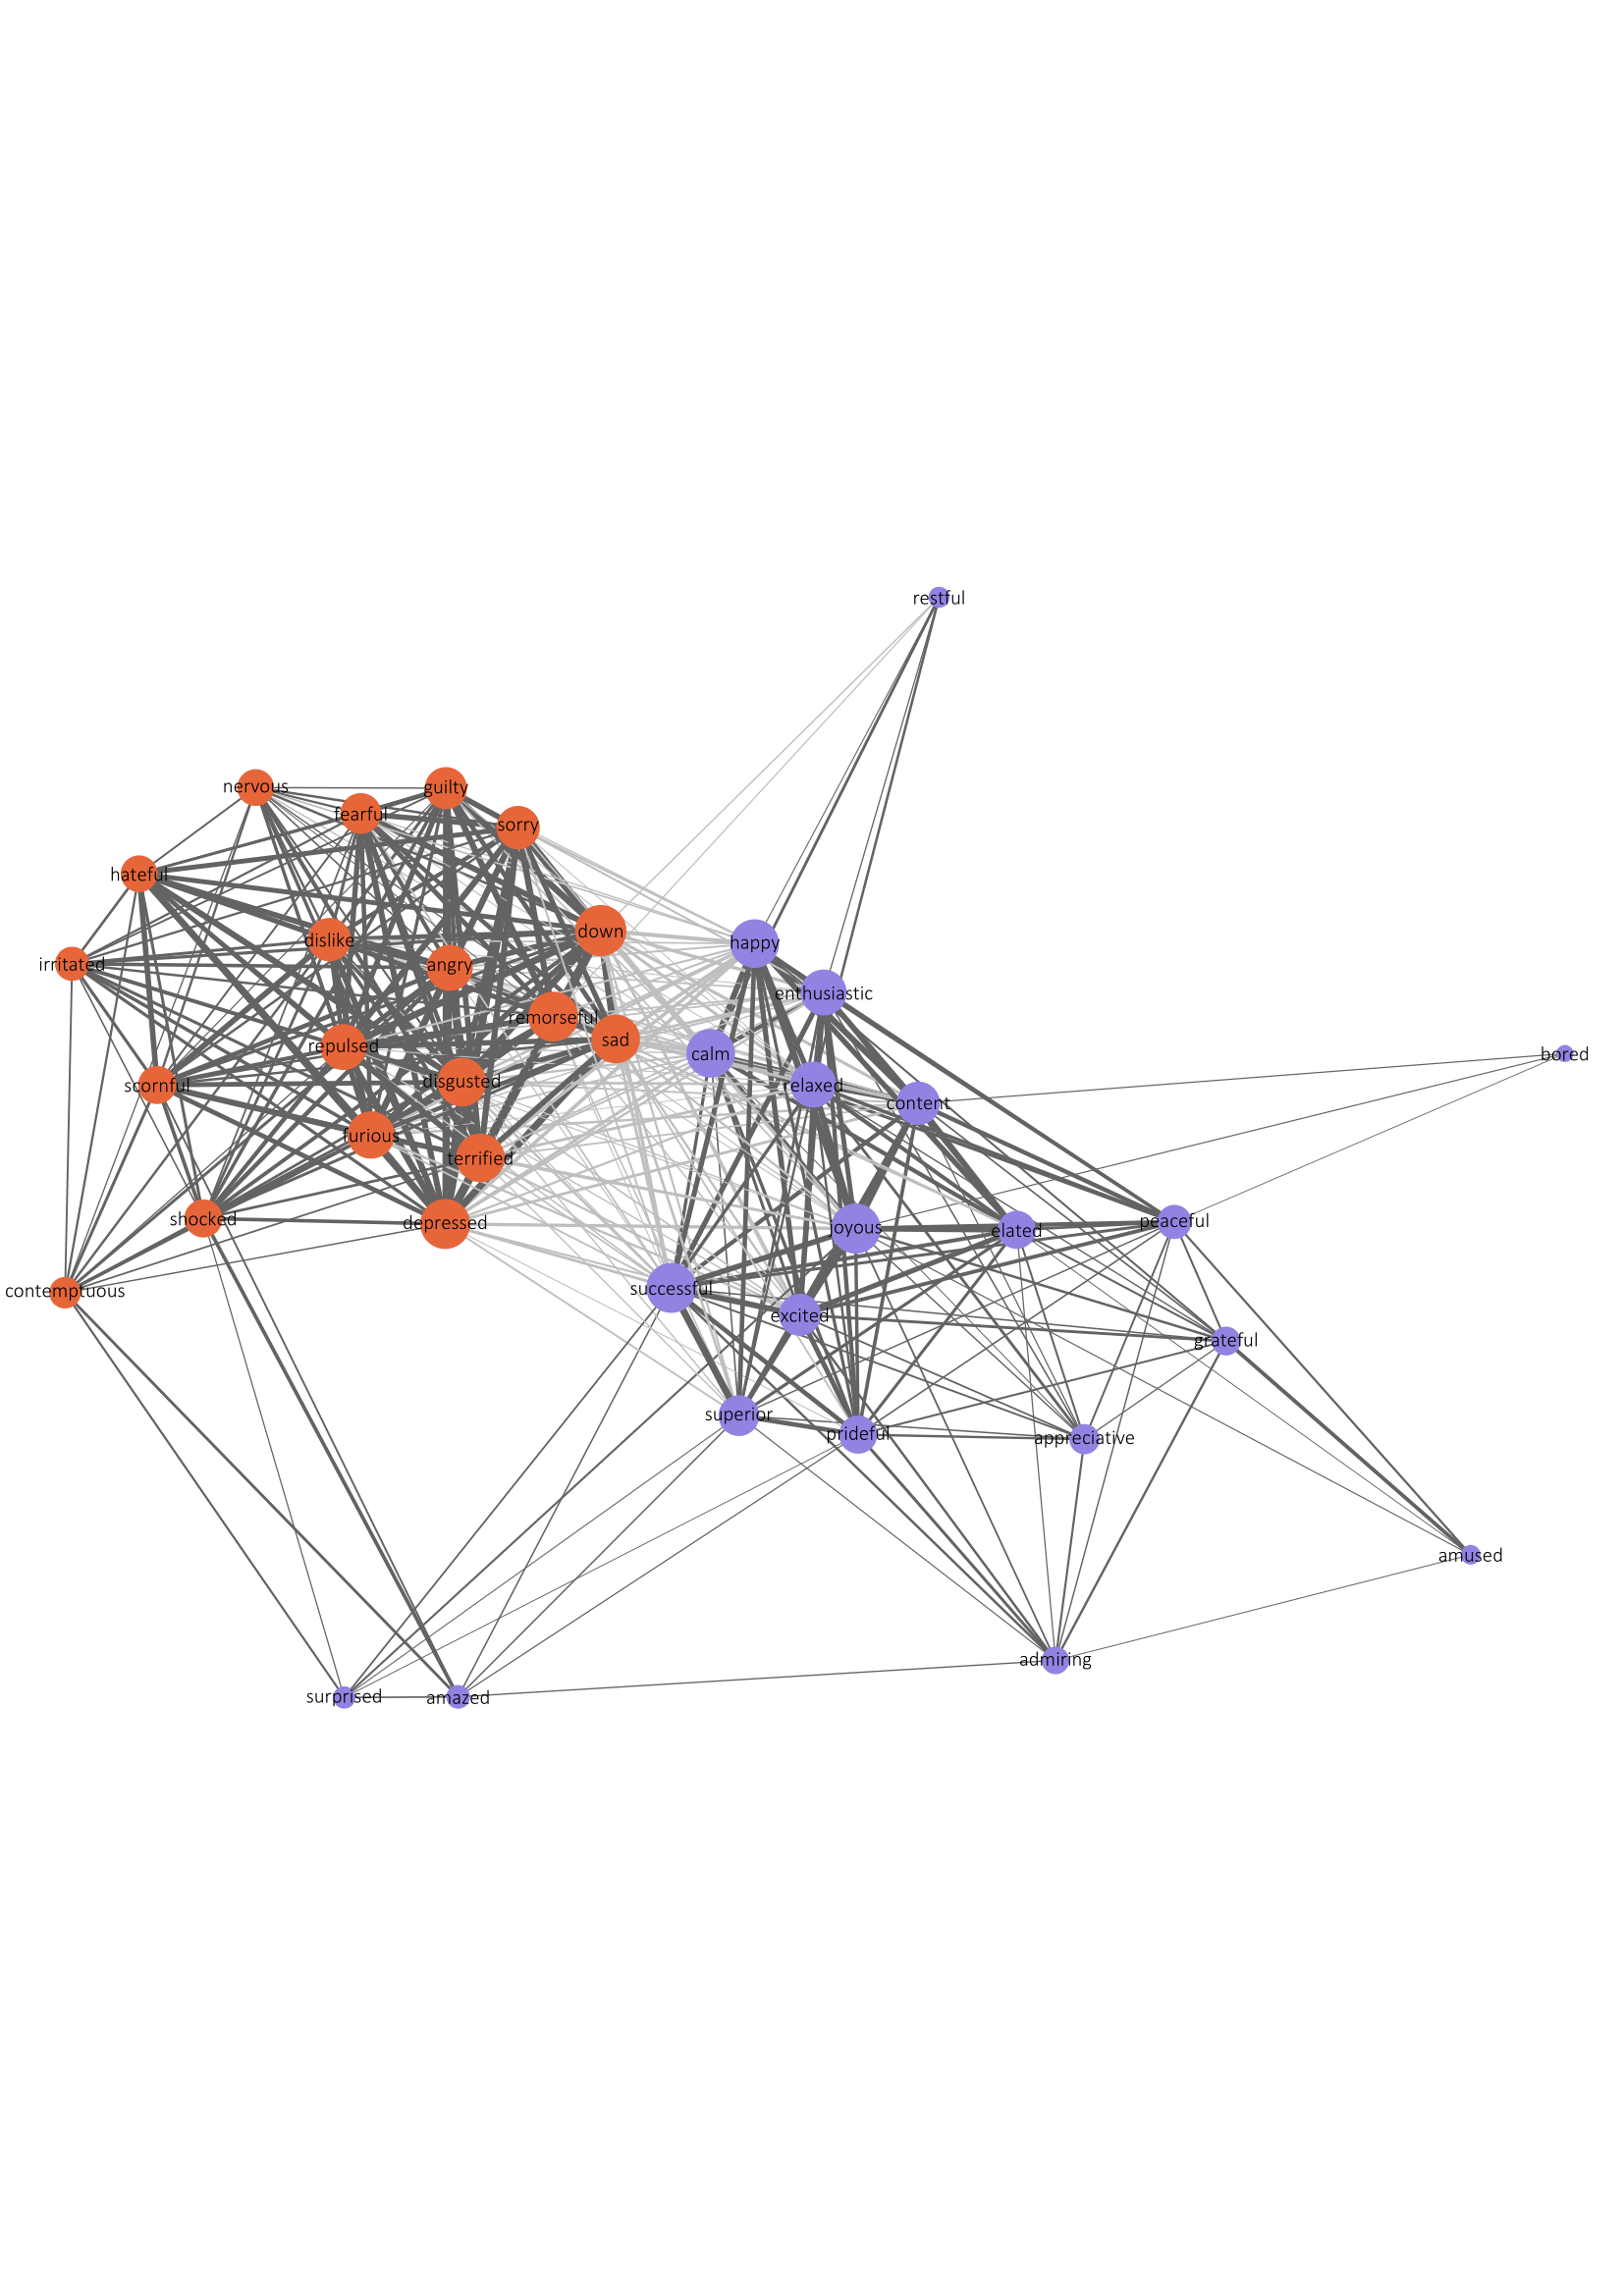 restful
nervous
guilty
fearful
sorry
hateful
down
dislike
happy
irritated
angry
enthusiastic
remorseful
sad
repulsed
calm
bored
disgusted
scornful
relaxed
content
furious
terrified
shocked
depressed
joyous
elated
peaceful
contemptuous
successful
excited
grateful
superior
prideful
appreciative
amused
admiring
surprised
amazed